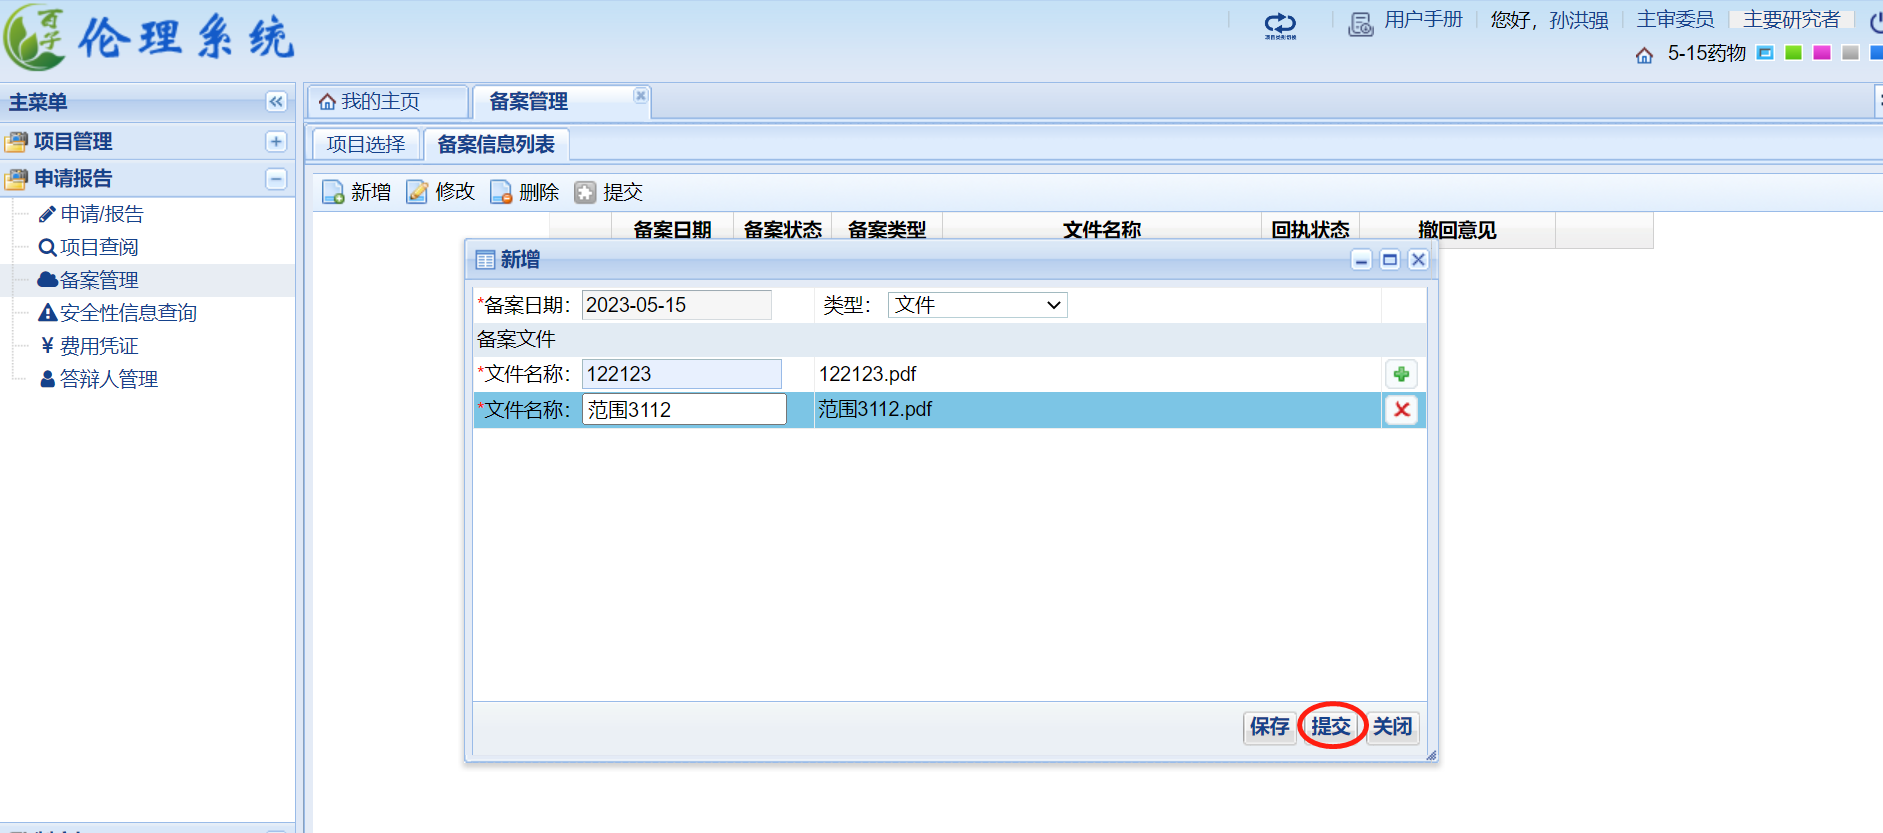 百奥 伦理系统
项目类别切换
用户手册 您好，孙洪强 主审委员 主要研究者
5-15药物
主菜单
我的主页 备案管理
项目管理
项目选择 备案信息列表
申请报告
新增 修改 删除 提交
申请/报告
项目查阅
备案管理
安全性信息查询
¥ 费用凭证
答辩人管理
备案日期 备案状态 备案类型 文件名称 回执状态 撤回意见
新增
*备案日期： 2023-05-15 类型： 文件
备案文件
*文件名称： 122123 122123.pdf
*文件名称： 范围3112 范围3112.pdf
保存 提交 关闭